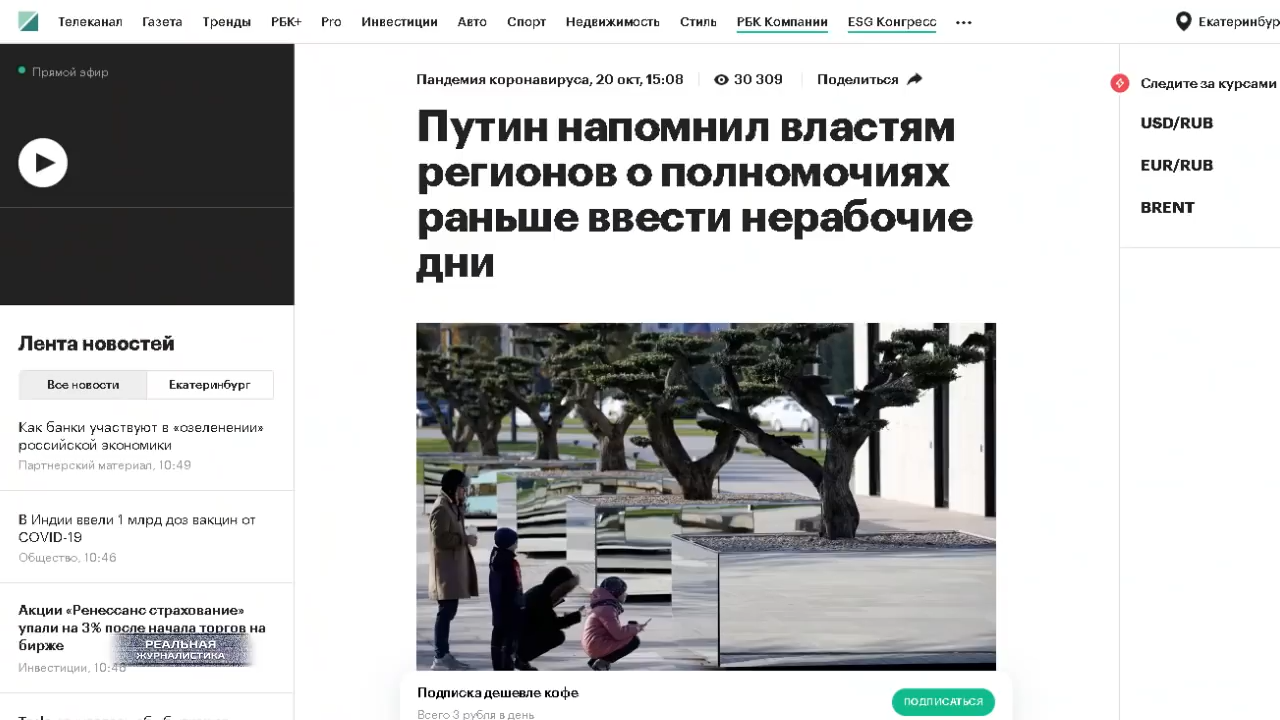 Телеканал Газета Тренды РБК+ Pro Инвестиции Авто Спорт Недвижимость Стиль РБК Компании ESG Конгресс
Прямой эфир
Лента новостей
Все новости Екатеринбург
Как банки участвуют в «озеленении»
российской экономики
Партнерский материал, 10:49
В Индии ввели 1 млрд доз вакцин от
COVID-19
Общество, 10:46
Акции «Ренессанс страхование»
упали на 3% после начала торгов на
бирже
Инвестиции, 10:46
РЕАЛЬНАЯ
ЖУРНАЛИСТИКА
Пандемия коронавируса, 20 окт, 15:08 30 309 Поделиться
Путин напомнил властям
регионов о полномочиях
раньше ввести нерабочие
дни
Подписка дешевле кофе
Всего 3 рубля в день
ПОДПИСАТЬСЯ
Екатеринбур
Следите за курсами
USD/RUB
EUR/RUB
BRENT